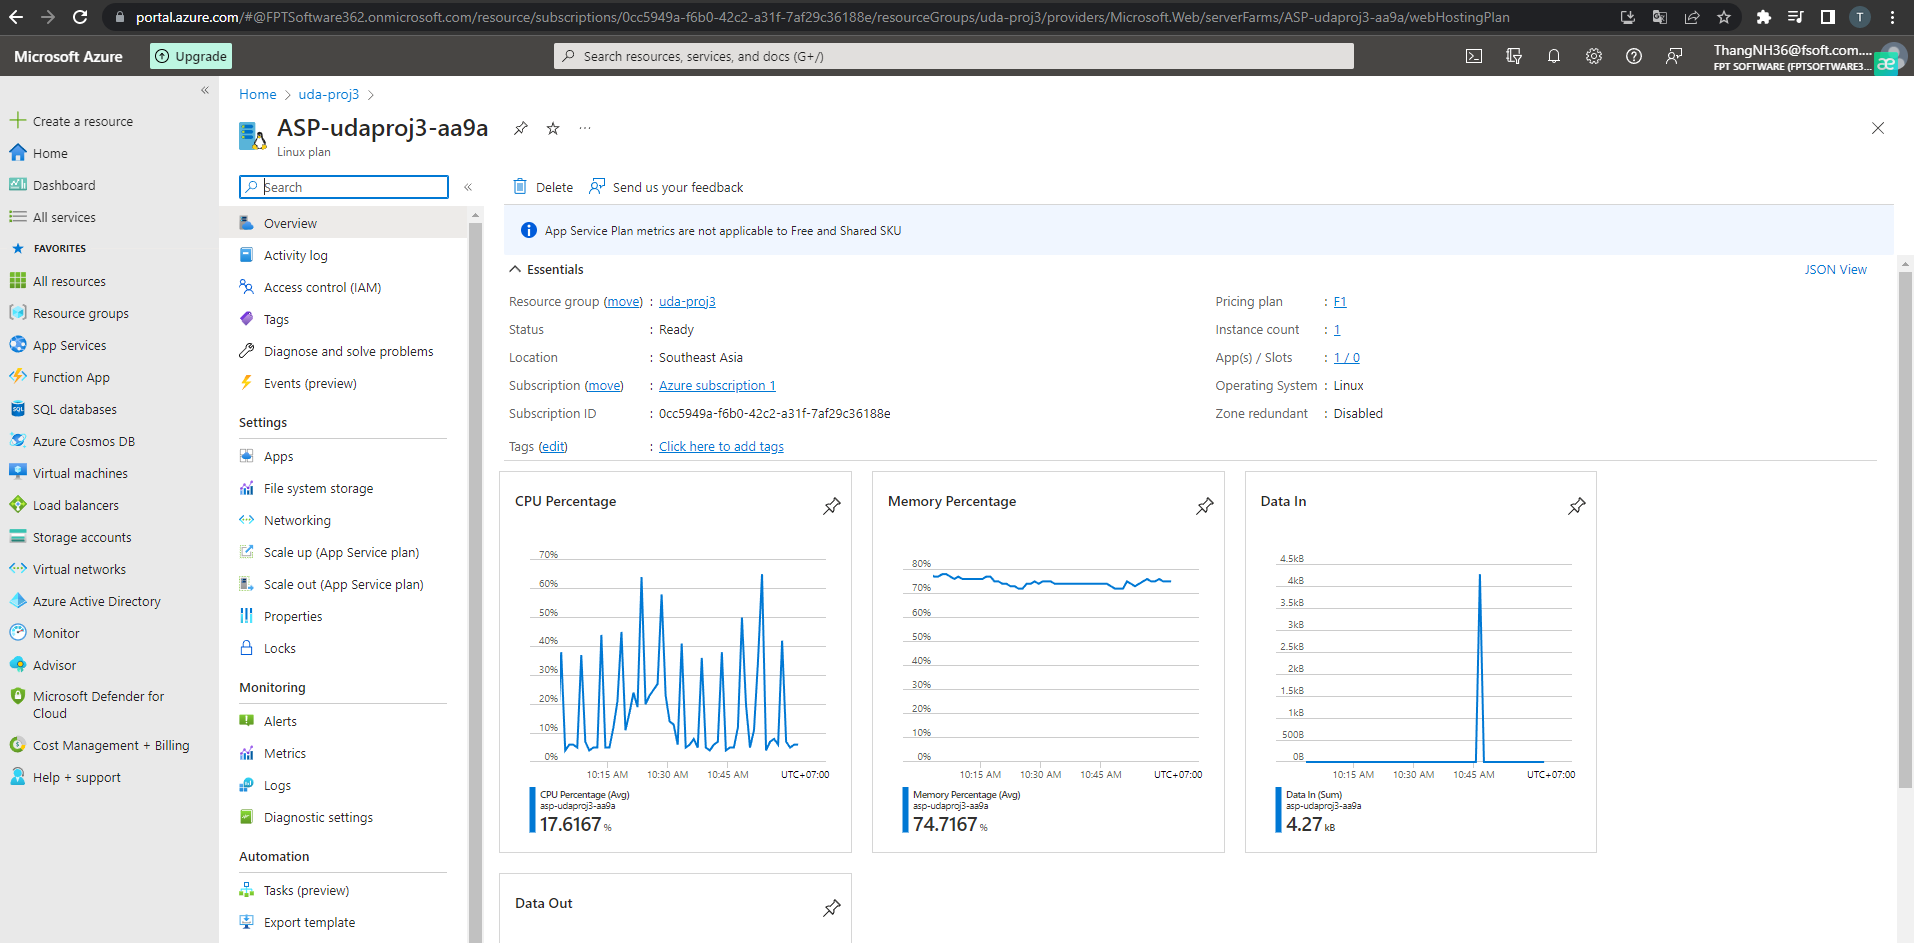 portal.azure.com/#@FPTSoftware362.onmicrosoft.com/resource/subscriptions/0cc5949a-f6b0-42c2-a31f-7af29c36188e/resourceGroups/uda-proj3/providers/Microsoft.Web/serverFarms/ASP-udaproj3-aa9a/webHostingPlan
T
Microsoft Azure
Upgrade
Search resources, services, and docs (G+/)
ThangNH36@fsoft.com....
FPT SOFTWARE (FPTSOFTWARE3...
æ
Create a resource
Home
Dashboard
All services
FAVORITES
All resources
Resource groups
App Services
Function App
SQL databases
Azure Cosmos DB
Virtual machines
Load balancers
Storage accounts
Virtual networks
Azure Active Directory
Monitor
Advisor
Microsoft Defender for
Cloud
Cost Management + Billing
Help + support
Home > uda-proj3 >
ASP-udaproj3-aa9a
Linux plan
Search
Overview
Activity log
Access control (IAM)
Tags
Diagnose and solve problems
Events (preview)
Settings
Apps
File system storage
Networking
Scale up (App Service plan)
Scale out (App Service plan)
Properties
Locks
Monitoring
Alerts
Metrics
Logs
Diagnostic settings
Automation
Tasks (preview)
Export template
Delete
Send us your feedback
App Service Plan metrics are not applicable to Free and Shared SKU
Essentials
JSON View
Resource group (move) : uda-proj3
Status : Ready
Location : Southeast Asia
Subscription (move) : Azure subscription 1
Subscription ID : 0cc5949a-f6b0-42c2-a31f-7af29c36188e
Tags (edit) : Click here to add tags
Pricing plan : F1
Instance count : 1
App(s) / Slots : 1 / 0
Operating System : Linux
Zone redundant : Disabled
CPU Percentage
70%
60%
50%
40%
30%
20%
10%
0%
10:15 AM 10:30 AM 10:45 AM UTC+07:00
CPU Percentage (Avg)
asp-udaproj3-aa9a
17.6167 %
Memory Percentage
80%
70%
60%
50%
40%
30%
20%
10%
0%
10:15 AM 10:30 AM 10:45 AM UTC+07:00
Memory Percentage (Avg)
asp-udaproj3-aa9a
74.7167 %
Data In
4.5kB
4kB
3.5kB
3kB
2.5kB
2kB
1.5kB
1kB
500B
0B
10:15 AM 10:30 AM 10:45 AM UTC+07:00
Data In (Sum)
asp-udaproj3-aa9a
4.27 kB
Data Out